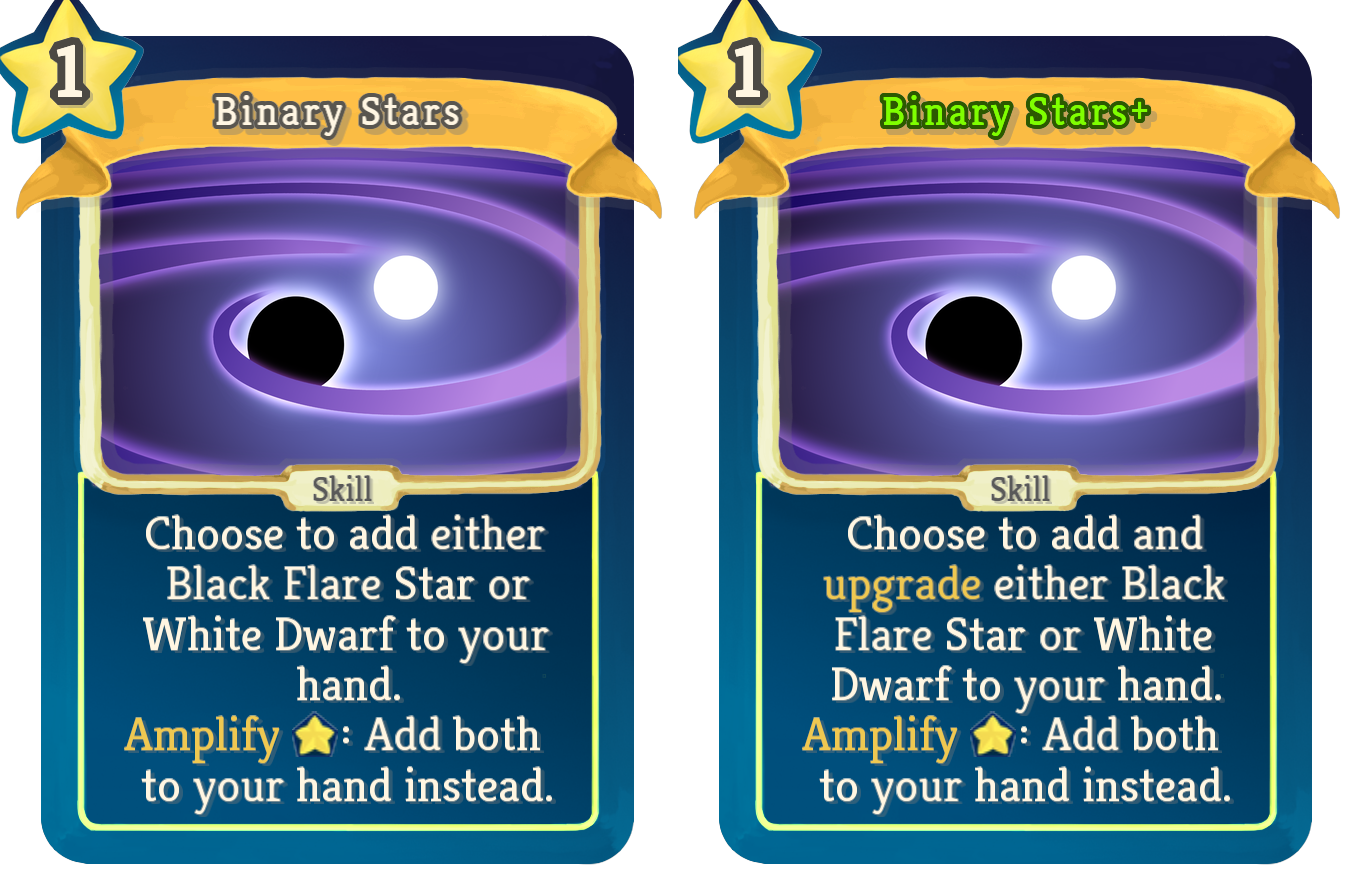 1
Binary Stars
Skill
Choose to add either
Black Flare Star or
White Dwarf to your
hand.
Amplify : Add both
to your hand instead.
1
Binary Stars+
Skill
Choose to add and
upgrade either Black
Flare Star or White
Dwarf to your hand.
Amplify : Add both
to your hand instead.